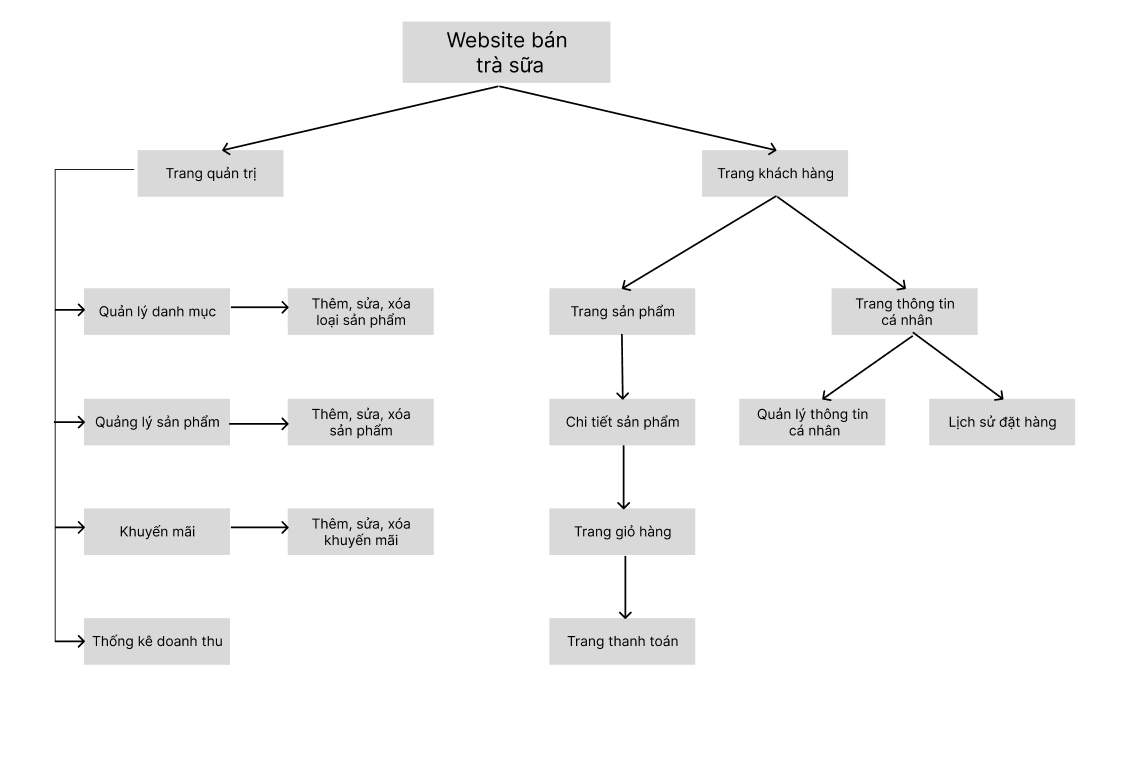 Website bán
trà sữa
Trang quản trị
Trang khách hàng
Quản lý danh mục
Thêm, sửa, xóa
loại sản phẩm
Trang sản phẩm
Trang thông tin
cá nhân
Quảng lý sản phẩm
Thêm, sửa, xóa
sản phẩm
Chi tiết sản phẩm
Quản lý thông tin
cá nhân
Lịch sử đặt hàng
Khuyến mãi
Thêm, sửa, xóa
khuyến mãi
Trang giỏ hàng
Thống kê doanh thu
Trang thanh toán